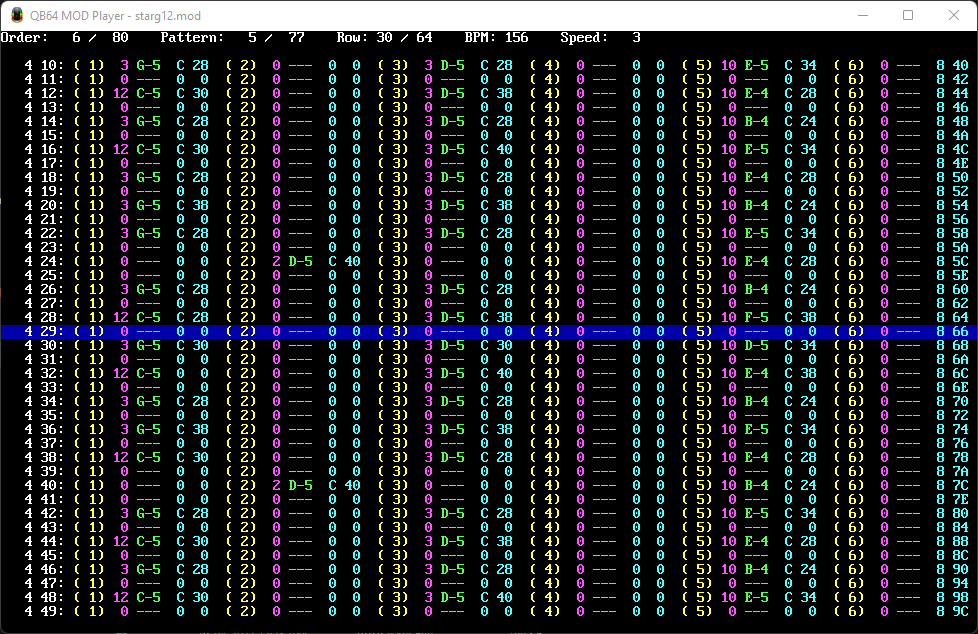 QB64 MOD Player - starg12.mod
Order:   6 /  80    Pattern:   5 /  77    Row: 30 / 64    BPM: 156    Speed:   3
4 10: ( 1)  3 G-5  C 28  ( 2)  0 ---  0  0  ( 3)  3 D-5  C 28  ( 4)  0 ---  0  0  ( 5) 10 E-5  C 34  ( 6)  0 ---  8 40
4 11: ( 1)  0 ---  0  0  ( 2)  0 ---  0  0  ( 3)  0 ---  0  0  ( 4)  0 ---  0  0  ( 5)  0 ---  0  0  ( 6)  0 ---  8 42
4 12: ( 1) 12 C-5  C 30  ( 2)  0 ---  0  0  ( 3)  3 D-5  C 38  ( 4)  0 ---  0  0  ( 5) 10 E-4  C 28  ( 6)  0 ---  8 44
4 13: ( 1)  0 ---  0  0  ( 2)  0 ---  0  0  ( 3)  0 ---  0  0  ( 4)  0 ---  0  0  ( 5)  0 ---  0  0  ( 6)  0 ---  8 46
4 14: ( 1)  3 G-5  C 28  ( 2)  0 ---  0  0  ( 3)  3 D-5  C 28  ( 4)  0 ---  0  0  ( 5) 10 B-4  C 24  ( 6)  0 ---  8 48
4 15: ( 1)  0 ---  0  0  ( 2)  0 ---  0  0  ( 3)  0 ---  0  0  ( 4)  0 ---  0  0  ( 5)  0 ---  0  0  ( 6)  0 ---  8 4A
4 16: ( 1) 12 C-5  C 30  ( 2)  0 ---  0  0  ( 3)  3 D-5  C 40  ( 4)  0 ---  0  0  ( 5) 10 E-5  C 34  ( 6)  0 ---  8 4C
4 17: ( 1)  0 ---  0  0  ( 2)  0 ---  0  0  ( 3)  0 ---  0  0  ( 4)  0 ---  0  0  ( 5)  0 ---  0  0  ( 6)  0 ---  8 4E
4 18: ( 1)  3 G-5  C 28  ( 2)  0 ---  0  0  ( 3)  3 D-5  C 28  ( 4)  0 ---  0  0  ( 5) 10 E-4  C 28  ( 6)  0 ---  8 50
4 19: ( 1)  0 ---  0  0  ( 2)  0 ---  0  0  ( 3)  0 ---  0  0  ( 4)  0 ---  0  0  ( 5)  0 ---  0  0  ( 6)  0 ---  8 52
4 20: ( 1)  3 G-5  C 38  ( 2)  0 ---  0  0  ( 3)  3 D-5  C 38  ( 4)  0 ---  0  0  ( 5) 10 B-4  C 24  ( 6)  0 ---  8 54
4 21: ( 1)  0 ---  0  0  ( 2)  0 ---  0  0  ( 3)  0 ---  0  0  ( 4)  0 ---  0  0  ( 5)  0 ---  0  0  ( 6)  0 ---  8 56
4 22: ( 1)  3 G-5  C 28  ( 2)  0 ---  0  0  ( 3)  3 D-5  C 28  ( 4)  0 ---  0  0  ( 5) 10 E-5  C 34  ( 6)  0 ---  8 58
4 23: ( 1)  0 ---  0  0  ( 2)  0 ---  0  0  ( 3)  0 ---  0  0  ( 4)  0 ---  0  0  ( 5)  0 ---  0  0  ( 6)  0 ---  8 5A
4 24: ( 1)  0 ---  0  0  ( 2)  2 D-5  C 40  ( 3)  0 ---  0  0  ( 4)  0 ---  0  0  ( 5) 10 E-4  C 28  ( 6)  0 ---  8 5C
4 25: ( 1)  0 ---  0  0  ( 2)  0 ---  0  0  ( 3)  0 ---  0  0  ( 4)  0 ---  0  0  ( 5)  0 ---  0  0  ( 6)  0 ---  8 5E
4 26: ( 1)  3 G-5  C 28  ( 2)  0 ---  0  0  ( 3)  3 D-5  C 28  ( 4)  0 ---  0  0  ( 5) 10 B-4  C 24  ( 6)  0 ---  8 60
4 27: ( 1)  0 ---  0  0  ( 2)  0 ---  0  0  ( 3)  0 ---  0  0  ( 4)  0 ---  0  0  ( 5)  0 ---  0  0  ( 6)  0 ---  8 62
4 28: ( 1) 12 C-5  C 28  ( 2)  0 ---  0  0  ( 3)  3 D-5  C 38  ( 4)  0 ---  0  0  ( 5) 10 F-5  C 38  ( 6)  0 ---  8 64
4 29: ( 1)  0 ---  0  0  ( 2)  0 ---  0  0  ( 3)  0 ---  0  0  ( 4)  0 ---  0  0  ( 5)  0 ---  0  0  ( 6)  0 ---  8 66
4 30: ( 1)  3 G-5  C 30  ( 2)  0 ---  0  0  ( 3)  3 D-5  C 30  ( 4)  0 ---  0  0  ( 5) 10 D-5  C 34  ( 6)  0 ---  8 68
4 31: ( 1)  0 ---  0  0  ( 2)  0 ---  0  0  ( 3)  0 ---  0  0  ( 4)  0 ---  0  0  ( 5)  0 ---  0  0  ( 6)  0 ---  8 6A
4 32: ( 1) 12 C-5  C 30  ( 2)  0 ---  0  0  ( 3)  3 D-5  C 40  ( 4)  0 ---  0  0  ( 5) 10 E-4  C 38  ( 6)  0 ---  8 6C
4 33: ( 1)  0 ---  0  0  ( 2)  0 ---  0  0  ( 3)  0 ---  0  0  ( 4)  0 ---  0  0  ( 5)  0 ---  0  0  ( 6)  0 ---  8 6E
4 34: ( 1)  3 G-5  C 28  ( 2)  0 ---  0  0  ( 3)  3 D-5  C 28  ( 4)  0 ---  0  0  ( 5) 10 B-4  C 24  ( 6)  0 ---  8 70
4 35: ( 1)  0 ---  0  0  ( 2)  0 ---  0  0  ( 3)  0 ---  0  0  ( 4)  0 ---  0  0  ( 5)  0 ---  0  0  ( 6)  0 ---  8 72
4 36: ( 1)  3 G-5  C 38  ( 2)  0 ---  0  0  ( 3)  3 D-5  C 38  ( 4)  0 ---  0  0  ( 5) 10 E-5  C 34  ( 6)  0 ---  8 74
4 37: ( 1)  0 ---  0  0  ( 2)  0 ---  0  0  ( 3)  0 ---  0  0  ( 4)  0 ---  0  0  ( 5)  0 ---  0  0  ( 6)  0 ---  8 76
4 38: ( 1) 12 C-5  C 30  ( 2)  0 ---  0  0  ( 3)  3 D-5  C 28  ( 4)  0 ---  0  0  ( 5) 10 E-4  C 28  ( 6)  0 ---  8 78
4 39: ( 1)  0 ---  0  0  ( 2)  0 ---  0  0  ( 3)  0 ---  0  0  ( 4)  0 ---  0  0  ( 5)  0 ---  0  0  ( 6)  0 ---  8 7A
4 40: ( 1)  0 ---  0  0  ( 2)  2 D-5  C 40  ( 3)  0 ---  0  0  ( 4)  0 ---  0  0  ( 5) 10 B-4  C 24  ( 6)  0 ---  8 7C
4 41: ( 1)  0 ---  0  0  ( 2)  0 ---  0  0  ( 3)  0 ---  0  0  ( 4)  0 ---  0  0  ( 5)  0 ---  0  0  ( 6)  0 ---  8 7E
4 42: ( 1)  3 G-5  C 28  ( 2)  0 ---  0  0  ( 3)  3 D-5  C 28  ( 4)  0 ---  0  0  ( 5) 10 E-5  C 34  ( 6)  0 ---  8 80
4 43: ( 1)  0 ---  0  0  ( 2)  0 ---  0  0  ( 3)  0 ---  0  0  ( 4)  0 ---  0  0  ( 5)  0 ---  0  0  ( 6)  0 ---  8 84
4 44: ( 1) 12 C-5  C 30  ( 2)  0 ---  0  0  ( 3)  3 D-5  C 38  ( 4)  0 ---  0  0  ( 5) 10 E-4  C 28  ( 6)  0 ---  8 88
4 45: ( 1)  0 ---  0  0  ( 2)  0 ---  0  0  ( 3)  0 ---  0  0  ( 4)  0 ---  0  0  ( 5)  0 ---  0  0  ( 6)  0 ---  8 8C
4 46: ( 1)  3 G-5  C 28  ( 2)  0 ---  0  0  ( 3)  3 D-5  C 28  ( 4)  0 ---  0  0  ( 5) 10 B-4  C 24  ( 6)  0 ---  8 90
4 47: ( 1)  0 ---  0  0  ( 2)  0 ---  0  0  ( 3)  0 ---  0  0  ( 4)  0 ---  0  0  ( 5)  0 ---  0  0  ( 6)  0 ---  8 94
4 48: ( 1) 12 C-5  C 30  ( 2)  0 ---  0  0  ( 3)  3 D-5  C 40  ( 4)  0 ---  0  0  ( 5) 10 E-5  C 34  ( 6)  0 ---  8 98
4 49: ( 1)  0 ---  0  0  ( 2)  0 ---  0  0  ( 3)  0 ---  0  0  ( 4)  0 ---  0  0  ( 5)  0 ---  0  0  ( 6)  0 ---  8 9C